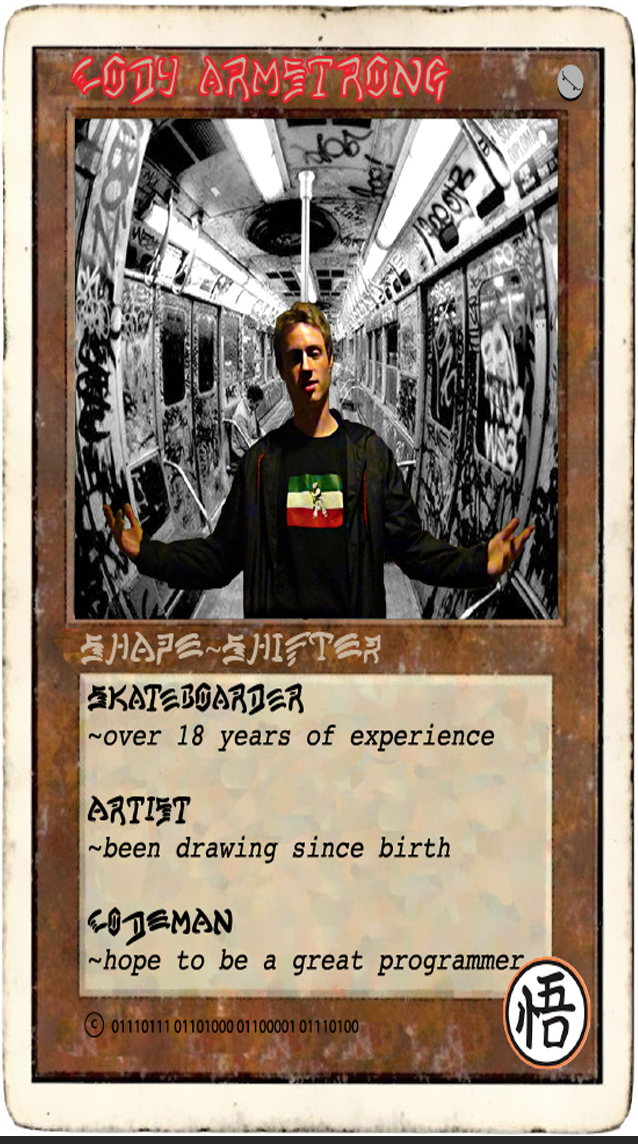 CODY ARMSTRONG
SHAPE~SHIFTER
SKATEBOARDER
~over 18 years of experience
ARTIST
~been drawing since birth
CODEMAN
~hope to be a great programmer
悟
© 01110111 01101000 01100001 01110100